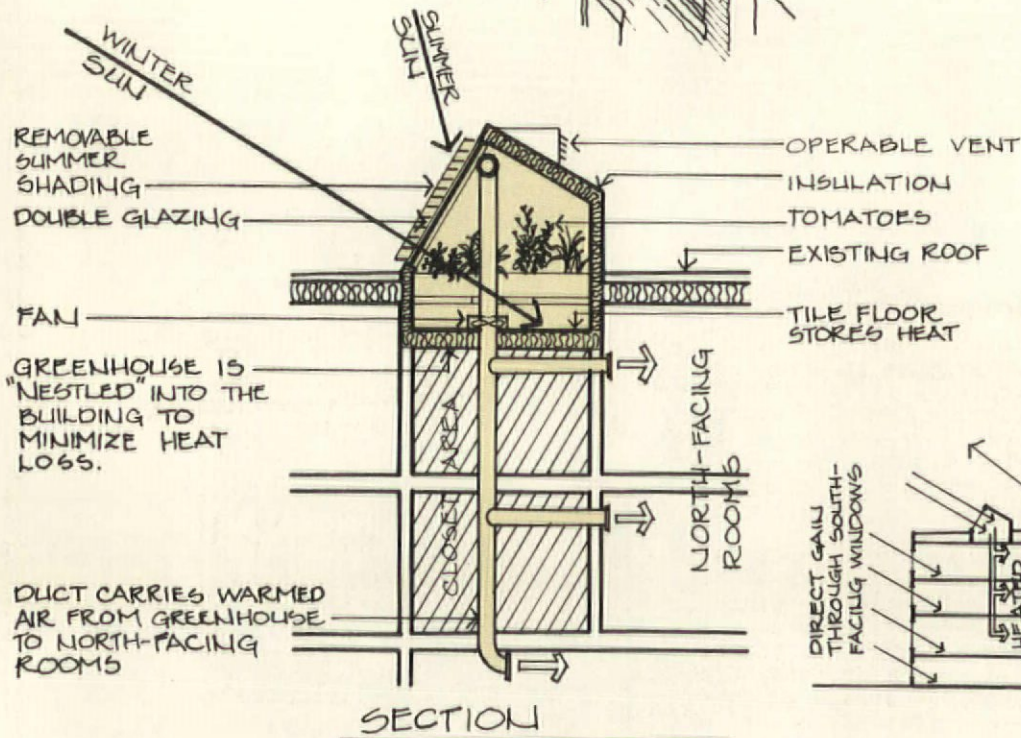 WINTER
SUN
SUMMER
SUN
REMOVABLE
SUMMER
SHADING
DOUBLE GLAZING
FAN
GREENHOUSE IS
"NESTLED" INTO THE
BUILDING TO
MINIMIZE HEAT
LOSS.
DUCT CARRIES WARMED
AIR FROM GREENHOUSE
TO NORTH-FACING
ROOMS
OPERABLE VENT
INSULATION
TOMATOES
EXISTING ROOF
TILE FLOOR
STORES HEAT
CLOSET AREA
NORTH-FACING
ROOMS
DIRECT GAIN
THROUGH SOUTH-
FACING WINDOWS
HEATED
SECTION